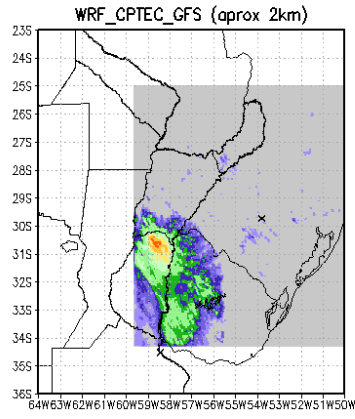 WRF_CPTEC_GFS (aprox 2km)
23S
24S
25S
26S
27S
28S
29S
30S
31S
32S
33S
34S
35S
36S
64W63W62W61W60W59W58W57W56W55W54W53W52W51W50W